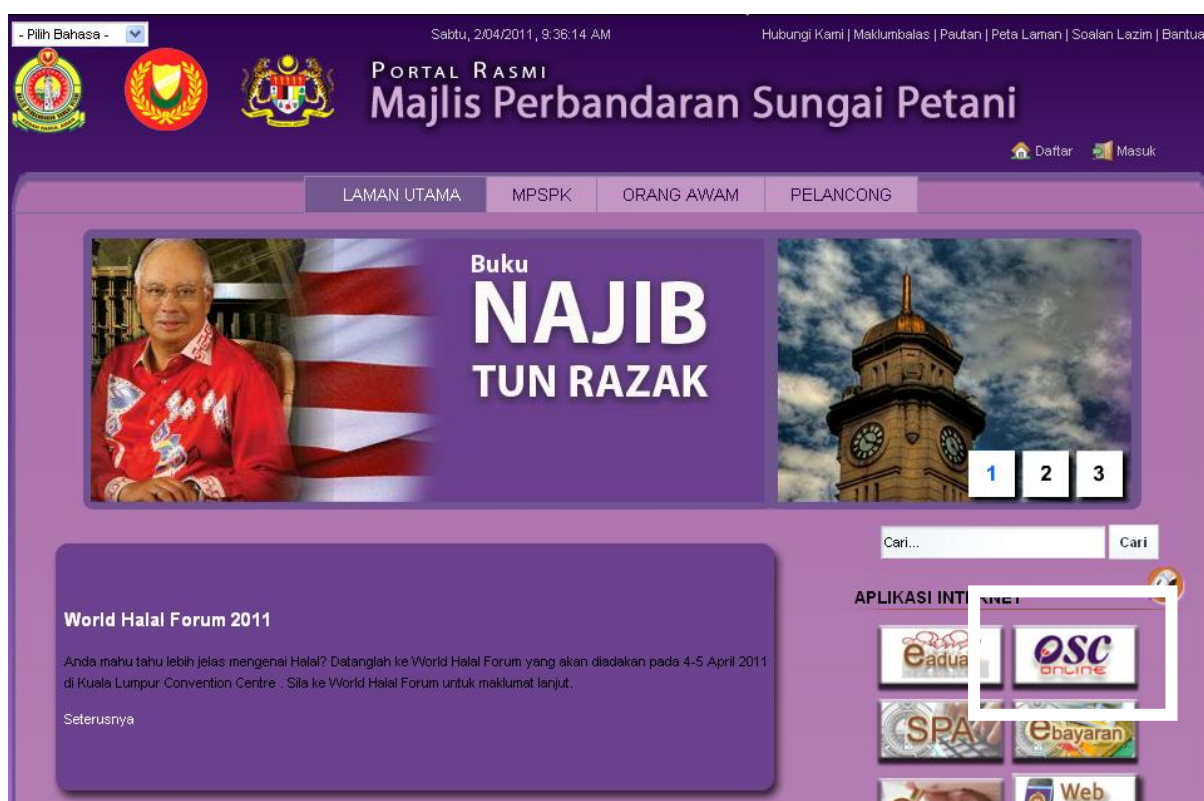 - Pilih Bahasa -
Sabtu, 2/04/2011, 9:36:14 AM
Hubungi Kami | Maklumbalas | Pautan | Peta Laman | Soalan Lazim | Bantua
PORTAL RASMI
Majlis Perbandaran Sungai Petani
Daftar Masuk
LAMAN UTAMA MPSPK ORANG AWAM PELANCONG
Buku
NAJIB
TUN RAZAK
1 2 3
Cari... Cari
APLIKASI INTERNET
World Halal Forum 2011
Anda mahu tahu lebih jelas mengenai Halal? Datanglah ke World Halal Forum yang akan diadakan pada 4-5 April 2011
di Kuala Lumpur Convention Centre . Sila ke World Halal Forum untuk maklumat lanjut.
Seterusnya
eaduan
OSC
ONLINE
SPA
ebayaran
Web